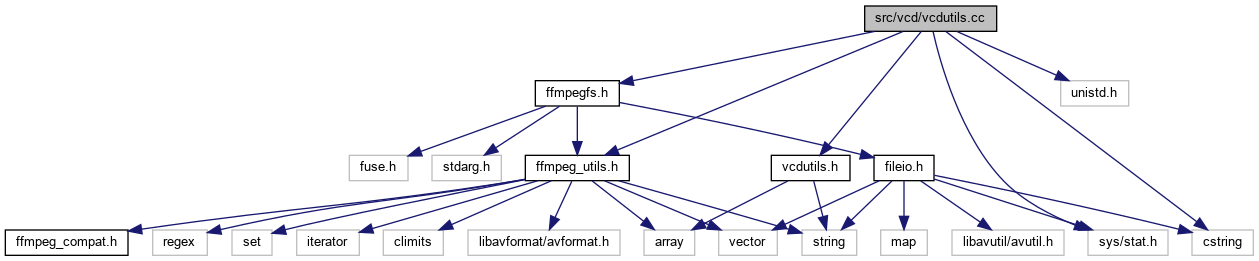 src/vcd/vcdutils.cc
ffmpegfs.h
unistd.h
fuse.h
stdarg.h
ffmpeg_utils.h
vcdutils.h
fileio.h
ffmpeg_compat.h
regex
set
iterator
climits
libavformat/avformat.h
array
vector
string
map
libavutil/avutil.h
sys/stat.h
cstring